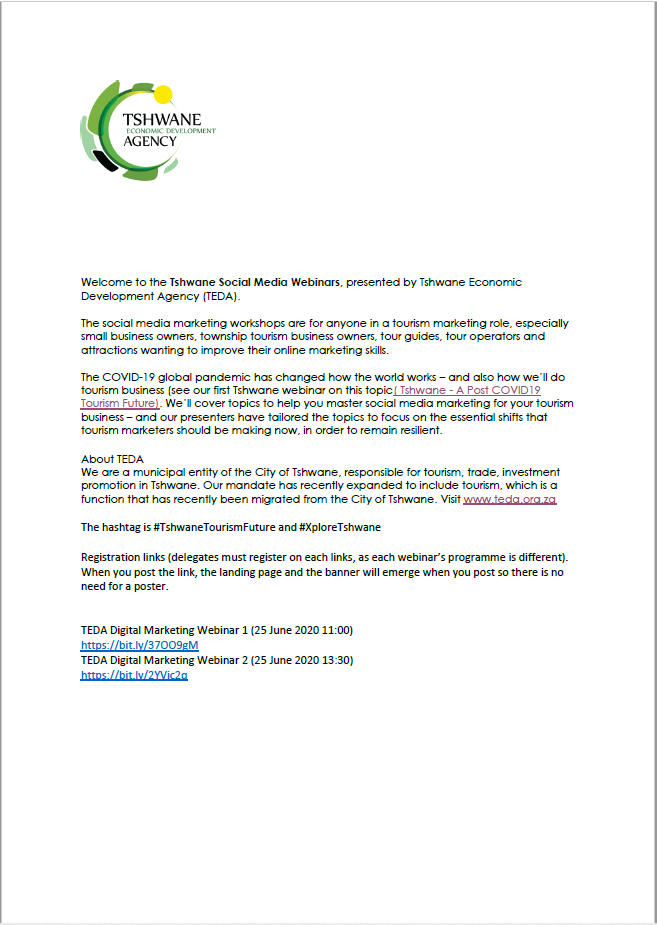 TSHWANE
ECONOMIC DEVELOPMENT
AGENCY
Welcome to the Tshwane Social Media Webinars, presented by Tshwane Economic
Development Agency (TEDA).
The social media marketing workshops are for anyone in a tourism marketing role, especially
small business owners, township tourism business owners, tour guides, tour operators and
attractions wanting to improve their online marketing skills.
The COVID-19 global pandemic has changed how the world works – and also how we'll do
tourism business (see our first Tshwane webinar on this topic( Tshwane - A Post COVID19
Tourism Future). We'll cover topics to help you master social media marketing for your tourism
business – and our presenters have tailored the topics to focus on the essential shifts that
tourism marketers should be making now, in order to remain resilient.
About TEDA
We are a municipal entity of the City of Tshwane, responsible for tourism, trade, investment
promotion in Tshwane. Our mandate has recently expanded to include tourism, which is a
function that has recently been migrated from the City of Tshwane. Visit www.teda.org.za
The hashtag is #TshwaneTourismFuture and #XploreTshwane
Registration links (delegates must register on each links, as each webinar's programme is different).
When you post the link, the landing page and the banner will emerge when you post so there is no
need for a poster.
TEDA Digital Marketing Webinar 1 (25 June 2020 11:00)
https://bit.ly/37OO9gM
TEDA Digital Marketing Webinar 2 (25 June 2020 13:30)
https://bit.ly/2YVic2q